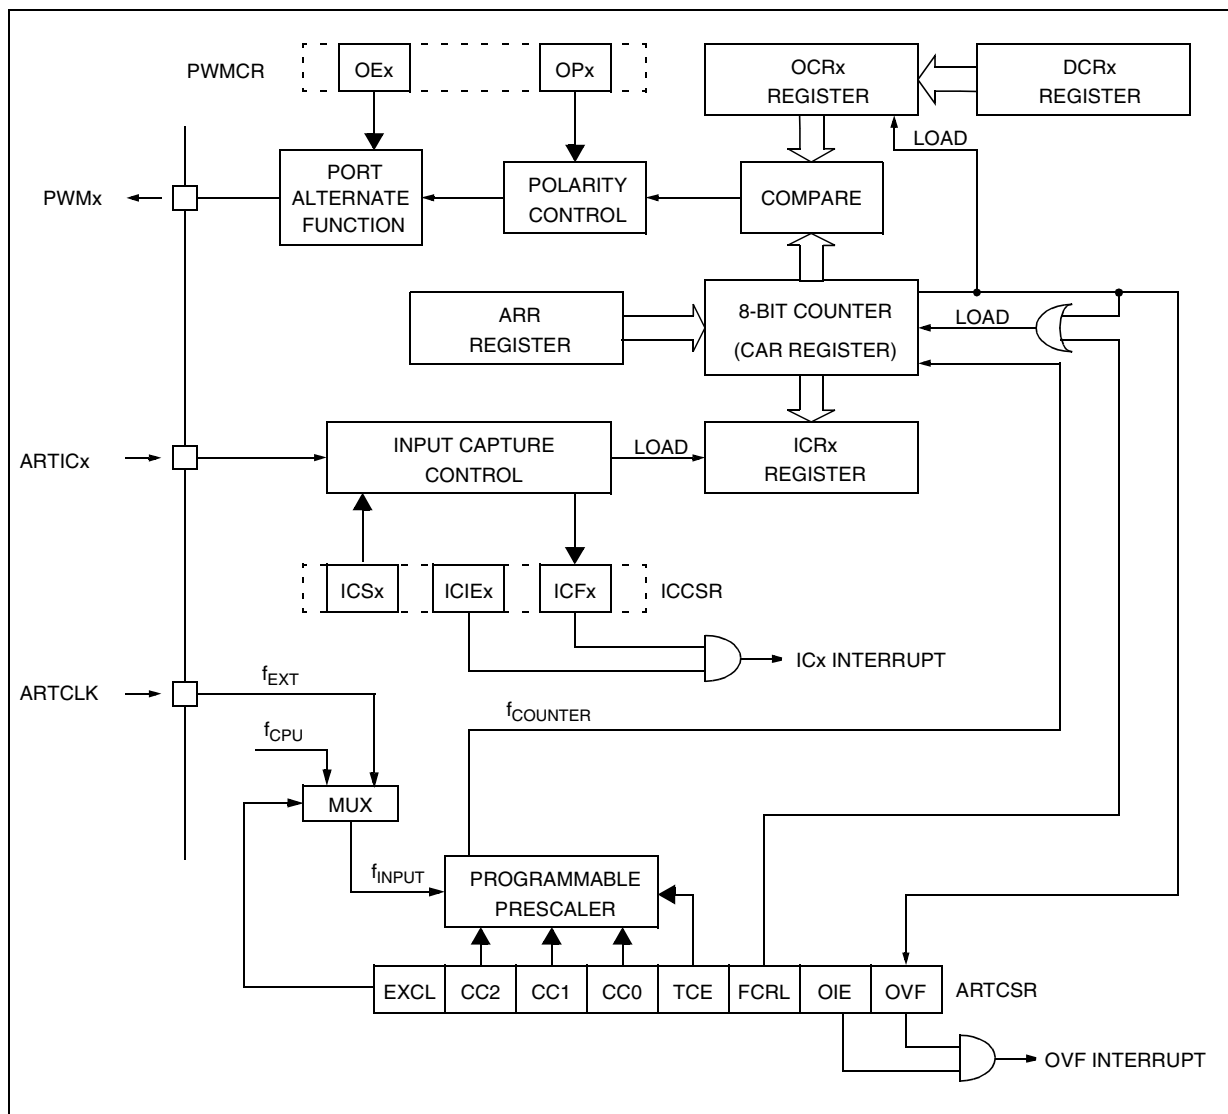 PWMCR
OEx
OPx
OCRx
REGISTER
DCRx
REGISTER
LOAD
PWMx
PORT
ALTERNATE
FUNCTION
POLARITY
CONTROL
COMPARE
ARR
REGISTER
8-BIT COUNTER
(CAR REGISTER)
LOAD
ARTICx
INPUT CAPTURE
CONTROL
LOAD
ICRx
REGISTER
ICSx
ICIEx
ICFx
ICCSR
ICx INTERRUPT
ARTCLK
fEXT
fCPU
fCOUNTER
MUX
fINPUT
PROGRAMMABLE
PRESCALER
EXCL
CC2
CC1
CC0
TCE
FCRL
OIE
OVF
ARTCSR
OVF INTERRUPT